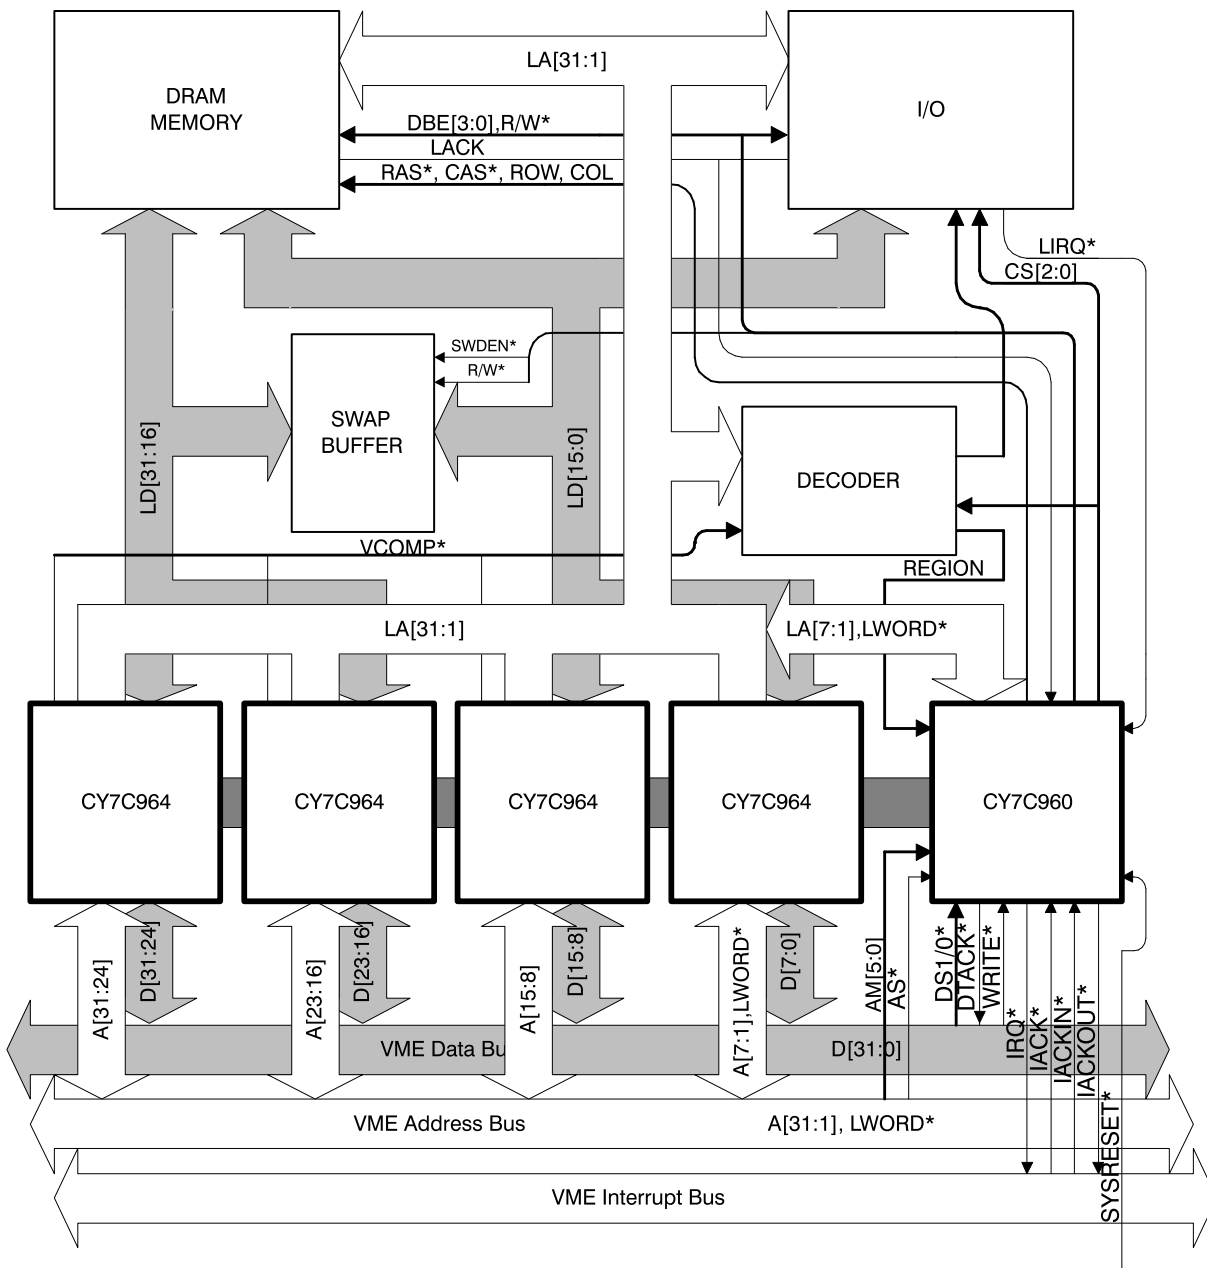 LA[31:1]
DRAM
MEMORY
I/O
DBE[3:0],R/W*
LACK
RAS*, CAS*, ROW, COL
LIRQ*
CS[2:0]
SWDEN*
R/W*
SWAP
BUFFER
LD[31:16]
LD[15:0]
DECODER
VCOMP*
REGION
LA[31:1]
LA[7:1],LWORD*
CY7C964
CY7C964
CY7C964
CY7C964
CY7C960
A[31:24]
D[31:24]
A[23:16]
D[23:16]
A[15:8]
D[15:8]
A[7:1],LWORD*
D[7:0]
AM[5:0]
AS*
DS1/0*
DTACK*
WRITE*
IRQ*
IACK*
IACKIN*
IACKOUT*
SYSRESET*
VME Data Bu
D[31:0]
VME Address Bus
A[31:1], LWORD*
VME Interrupt Bus